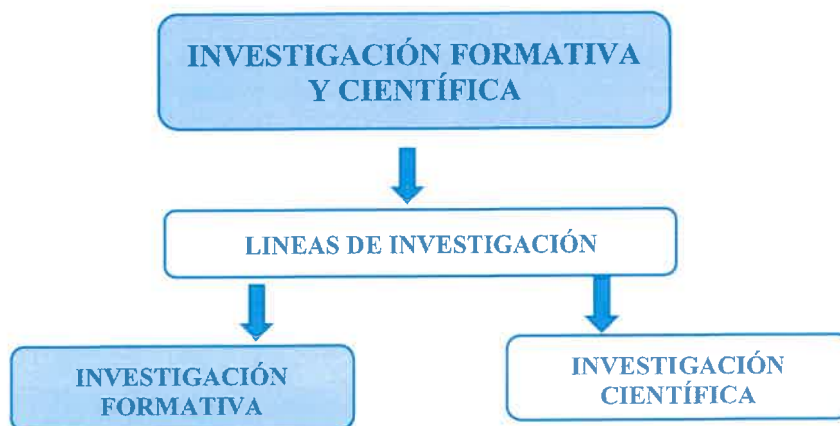 INVESTIGACIÓN FORMATIVA
Y CIENTÍFICA
LINEAS DE INVESTIGACIÓN
INVESTIGACIÓN
FORMATIVA
INVESTIGACIÓN
CIENTÍFICA